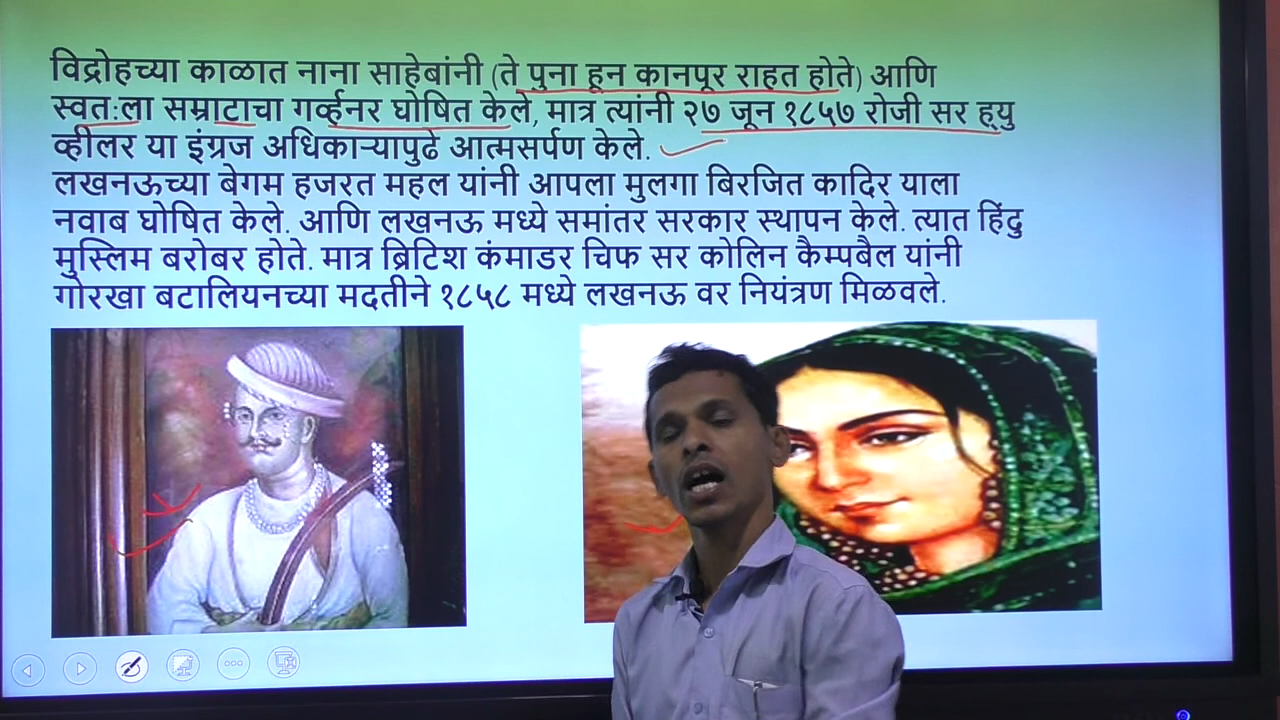 विद्रोहच्या काळात नाना साहेबांनी (ते पुना हून कानपूर राहत होते) आणि
स्वत:ला सम्राटाचा गर्व्हनर घोषित केले, मात्र त्यांनी २७ जून १८५७ रोजी सर ह्यु
व्हीलर या इंग्रज अधिकाऱ्यापुढे आत्मसर्पण केले.
लखनऊच्या बेगम हजरत महल यांनी आपला मुलगा बिरजित कादिर याला
नवाब घोषित केले. आणि लखनऊ मध्ये समांतर सरकार स्थापन केले. त्यात हिंदु
मुस्लिम बरोबर होते. मात्र ब्रिटिश कंमाडर चिफ सर कोलिन कैम्पबैल यांनी
गोरखा बटालियनच्या मदतीने १८५८ मध्ये लखनऊ वर नियंत्रण मिळवले.